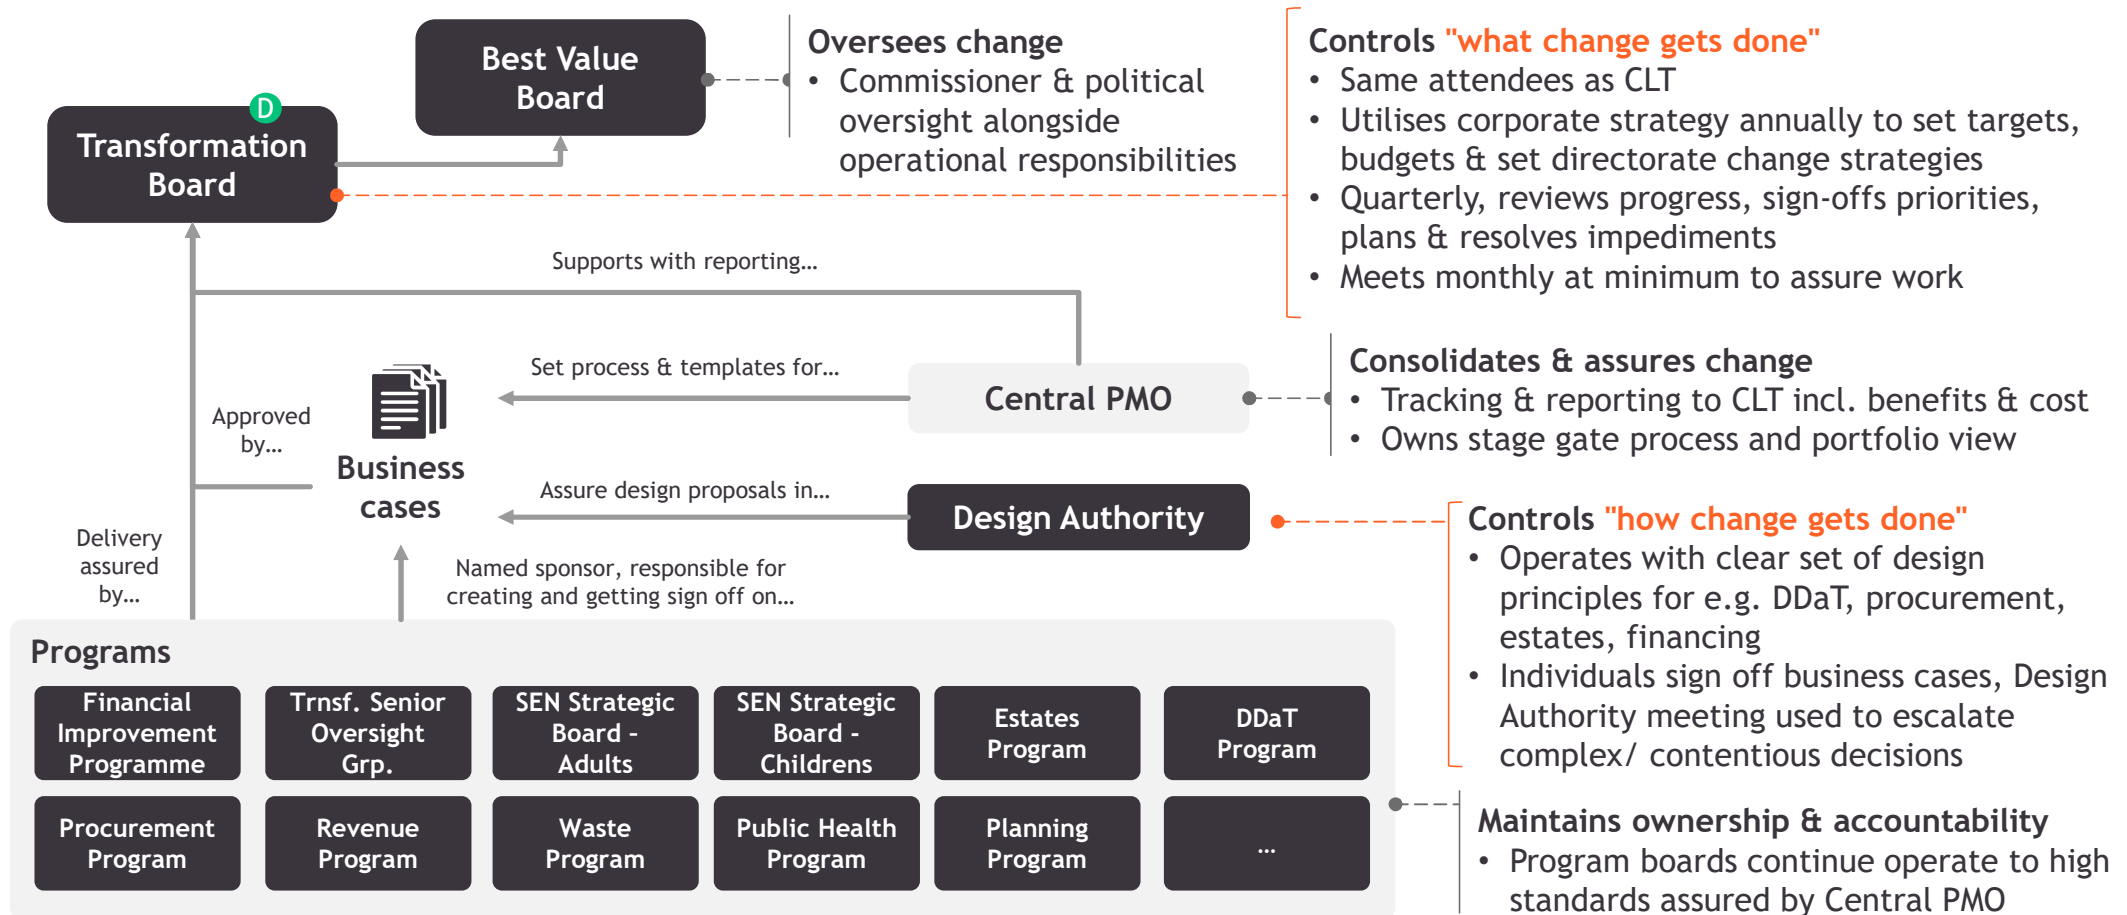 Best Value
Board
D
Transformation
Board
Oversees change
• Commissioner & political
oversight alongside
operational responsibilities
Controls "what change gets done"
• Same attendees as CLT
• Utilises corporate strategy annually to set targets,
budgets & set directorate change strategies
• Quarterly, reviews progress, sign-offs priorities,
plans & resolves impediments
• Meets monthly at minimum to assure work
Supports with reporting…
Set process & templates for…
Central PMO
Consolidates & assures change
• Tracking & reporting to CLT incl. benefits & cost
• Owns stage gate process and portfolio view
Approved
by…
Business
cases
Assure design proposals in…
Design Authority
Controls "how change gets done"
• Operates with clear set of design
principles for e.g. DDaT, procurement,
estates, financing
• Individuals sign off business cases, Design
Authority meeting used to escalate
complex/ contentious decisions
Delivery
assured
by…
Named sponsor, responsible for
creating and getting sign off on…
Programs
Financial
Improvement
Programme
Trnsf. Senior
Oversight
Grp.
SEN Strategic
Board –
Adults
SEN Strategic
Board -
Childrens
Estates
Program
DDaT
Program
Procurement
Program
Revenue
Program
Waste
Program
Public Health
Program
Planning
Program
…
Maintains ownership & accountability
• Program boards continue operate to high
standards assured by Central PMO